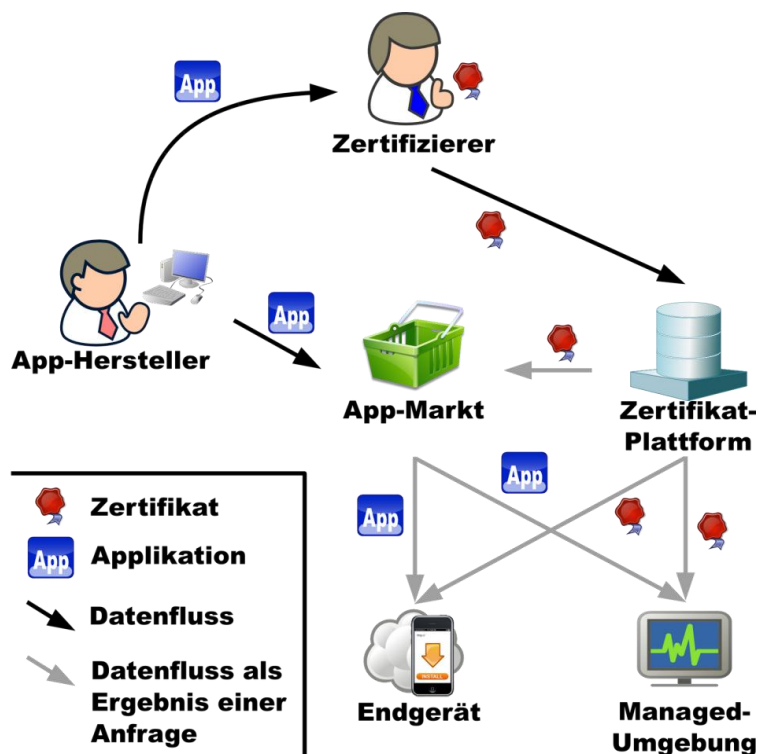 App
Zertifizierer
App
App-Hersteller
App-Markt
Zertifikat-
Plattform
App
App
Zertifikat
App
Applikation
Datenfluss
Datenfluss als
Ergebnis einer
Anfrage
INSTALL
Endgerät
Managed-
Umgebung